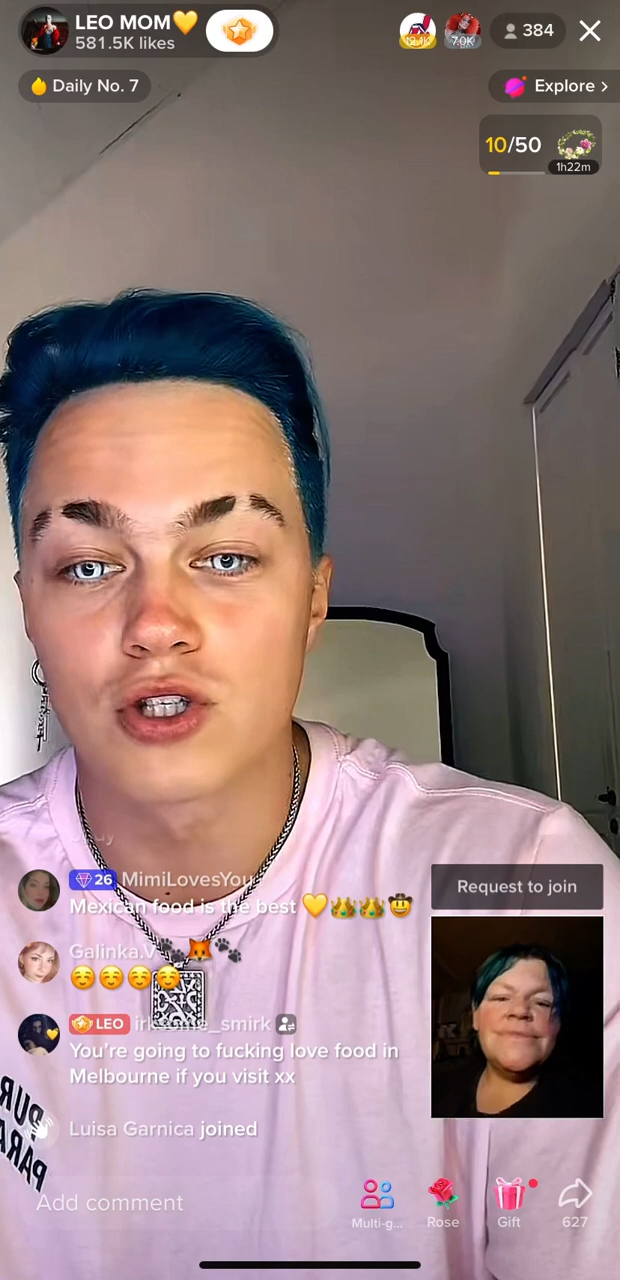 LEO MOM💛
581.5K likes
384
Daily No. 7
Explore >
10/50
1h22m
26 MimiLovesYou
Mexican food is the best 💛👑👑🤠
Galinka.V🐾🦊🐾
☺️☺️☺️☺️
LEO
You're going to fucking love food in
Melbourne if you visit xx
Luisa Garnica joined
Request to join
PUR
PARA
Add comment
Multi-g...
Rose
Gift
627